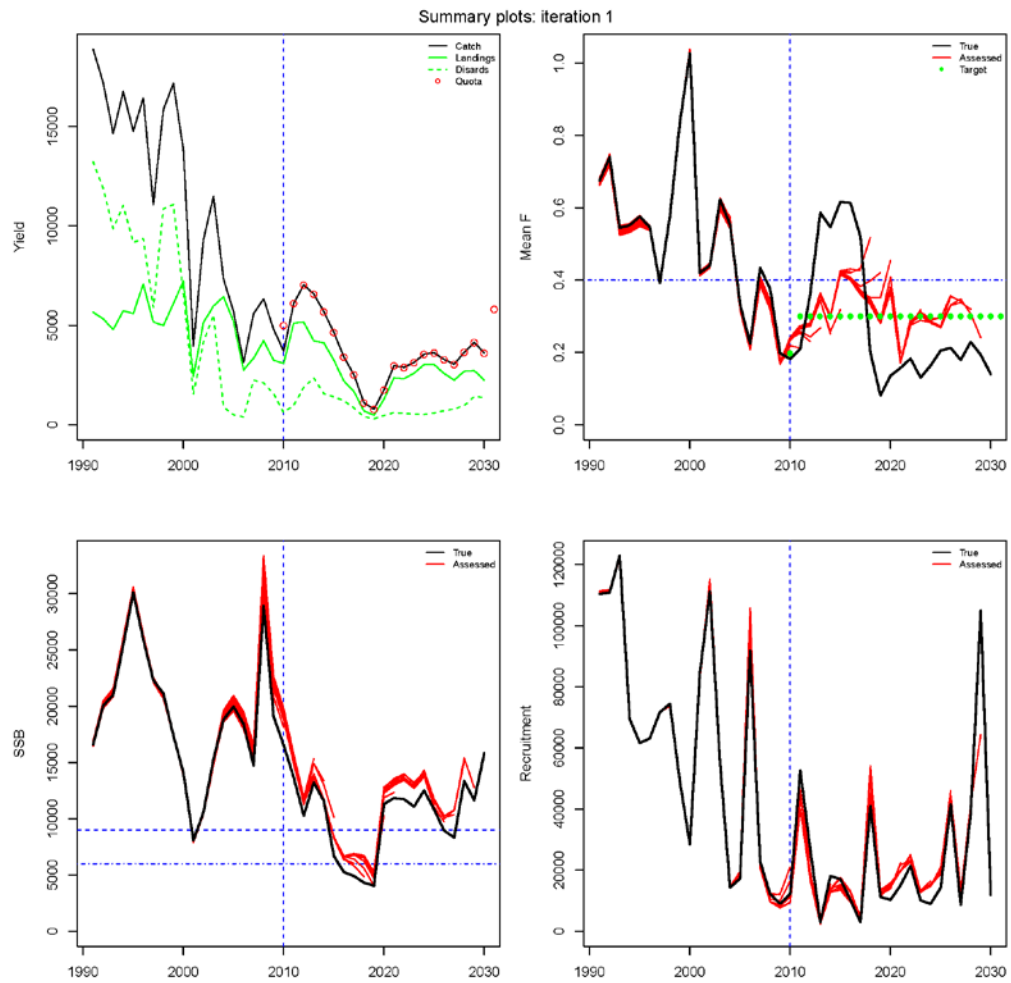 Summary plots: iteration 1
Catch
Landings
Disards
Quota
Yield
0
5000
10000
15000
1990
2000
2010
2020
2030
True
Assessed
Target
Mean F
0.0
0.2
0.4
0.6
0.8
1.0
1990
2000
2010
2020
2030
True
Assessed
SSB
0
5000
10000
15000
20000
25000
30000
1990
2000
2010
2020
2030
True
Assessed
Recruitment
0
20000
40000
60000
80000
100000
120000
1990
2000
2010
2020
2030